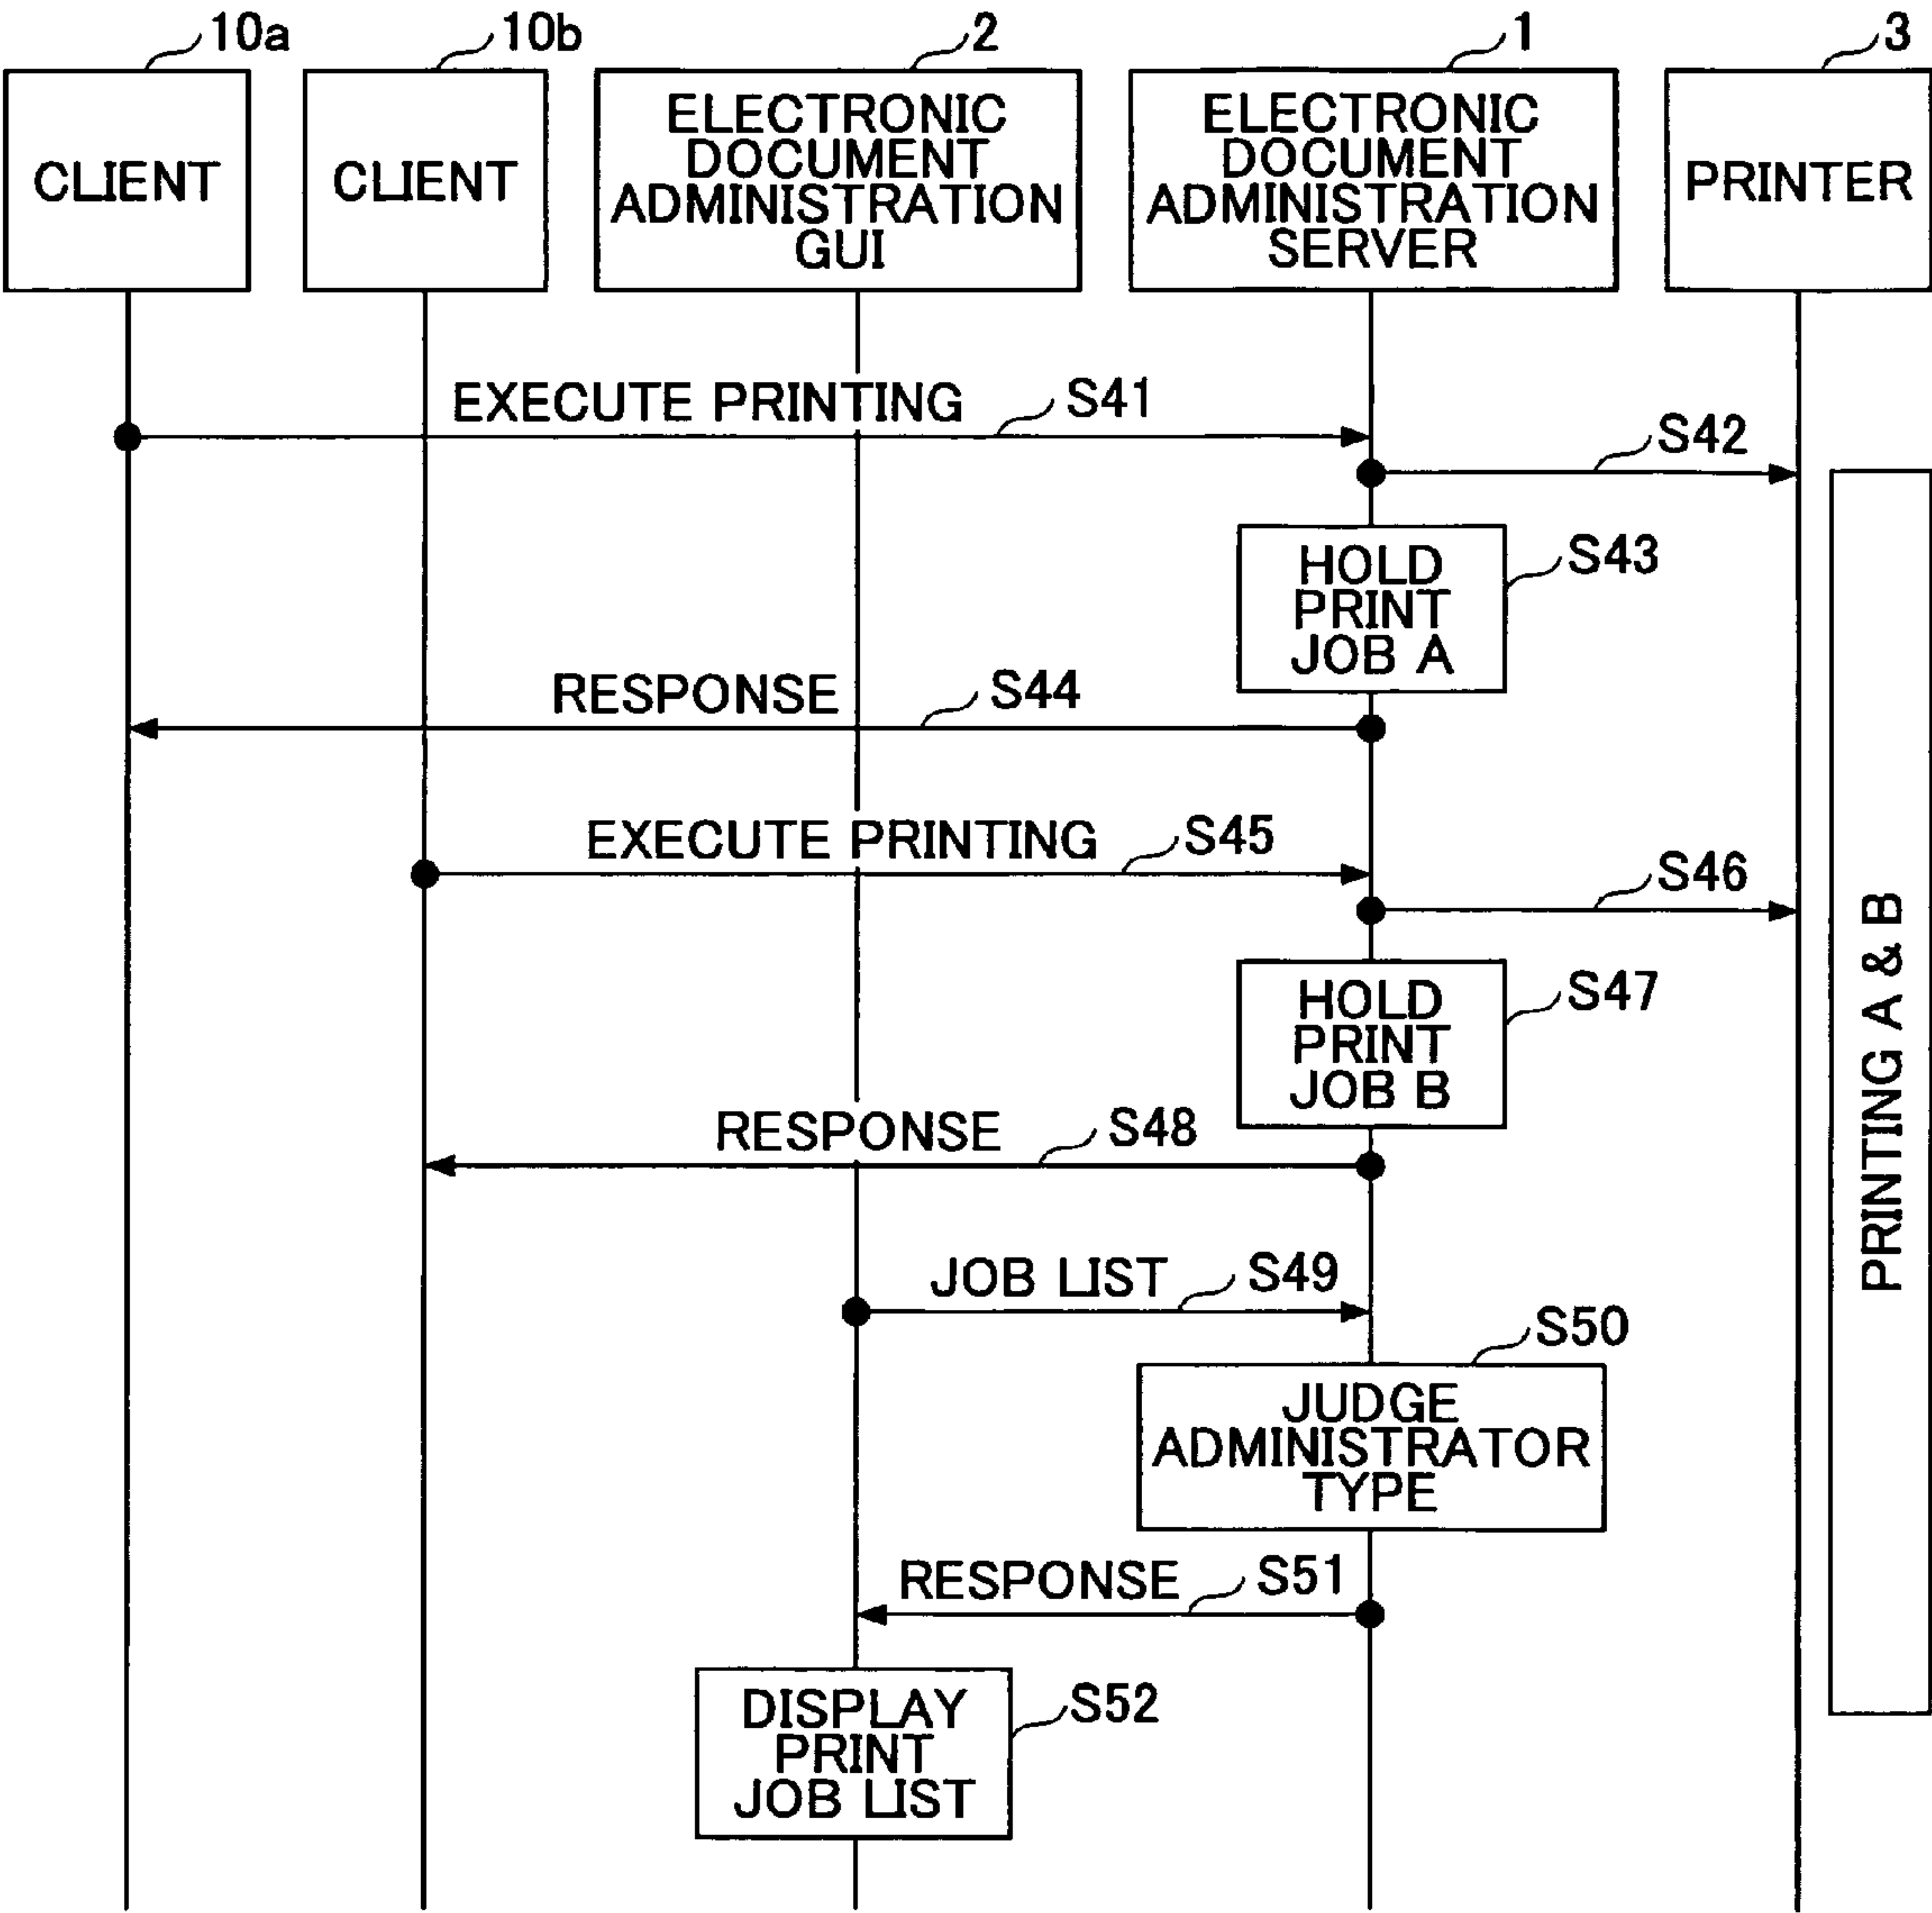 10a
10b
2
1
3
CLIENT
CLIENT
ELECTRONIC
DOCUMENT
ADMINISTRATION
GUI
ELECTRONIC
DOCUMENT
ADMINISTRATION
SERVER
PRINTER
EXECUTE PRINTING
S41
S42
HOLD
PRINT
JOB A
S43
RESPONSE
S44
EXECUTE PRINTING
S45
S46
HOLD
PRINT
JOB B
S47
PRINTING A & B
RESPONSE
S48
JOB LIST
S49
S50
JUDGE
ADMINISTRATOR
TYPE
RESPONSE
S51
DISPLAY
PRINT
JOB LIST
S52